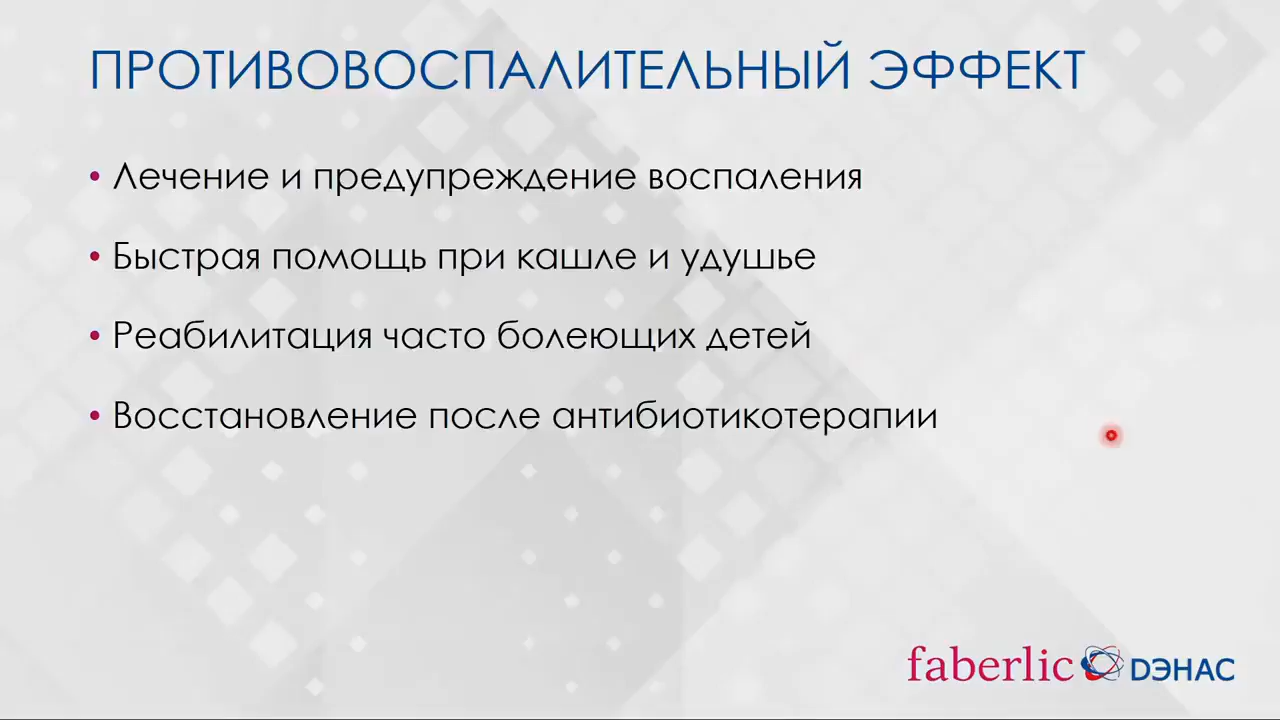 ПРОТИВОВОСПАЛИТЕЛЬНЫЙ ЭФФЕКТ
• Лечение и предупреждение воспаления
• Быстрая помощь при кашле и удушье
• Реабилитация часто болеющих детей
• Восстановление после антибиотикотерапии
faberlic ДЭНАС